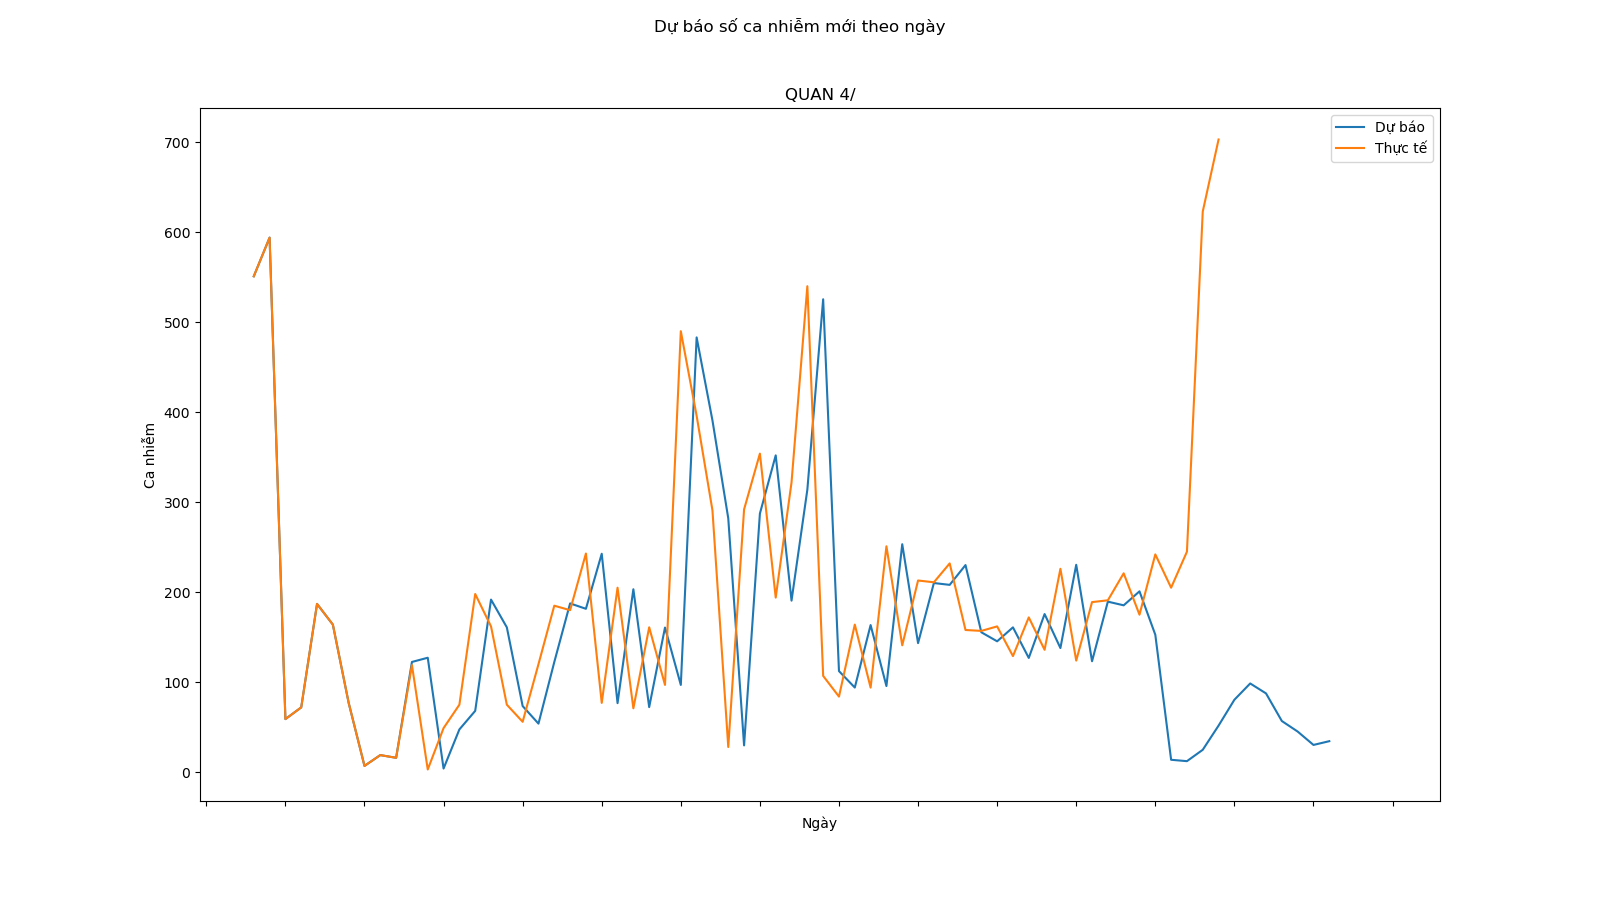 Dự báo số ca nhiễm mới theo ngày
QUAN 4/
Dự báo
Thực tế
700
600
500
400
300
200
100
0
Ca nhiễm
Ngày